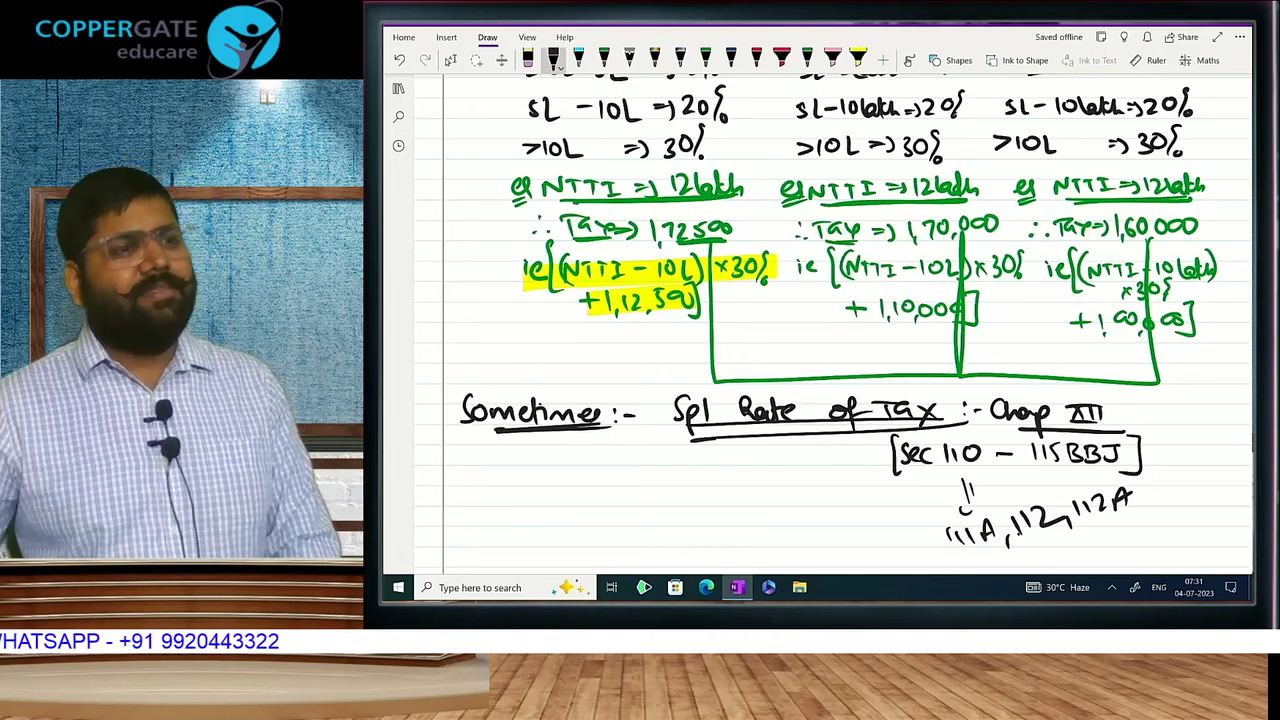 COPPERGATE
educare
Home Insert Draw View Help
Saved offline
Share
Shapes
Ink to Shape
Ink to Text
Ruler
Maths
5L - 10L => 20%
5L - 10lakh => 20%
5L - 10lakh => 20%
>10L => 30%
>10L => 30%
>10L => 30%
eg NTTI => 12lakh
eg NTTI => 12lakh
eg NTTI => 12lakh
∴ Tax => 1,72,500
∴ Tax => 1,70,000
∴ Tax => 1,60,000
ie [(NTTI - 10L) x 30%
+ 1,12,500]
ie [(NTTI - 10L) x 30%
+ 1,10,000]
ie [(NTTI - 10lakh)
x 30%
+ 1,00,000]
Sometimes :- Spl Rate of Tax :- Chap XII
[Sec 110 - 115BBJ]
111A, 112, 112A
Type here to search
30°C Haze
ENG
07:31
04-07-2023
WHATSAPP - +91 9920443322